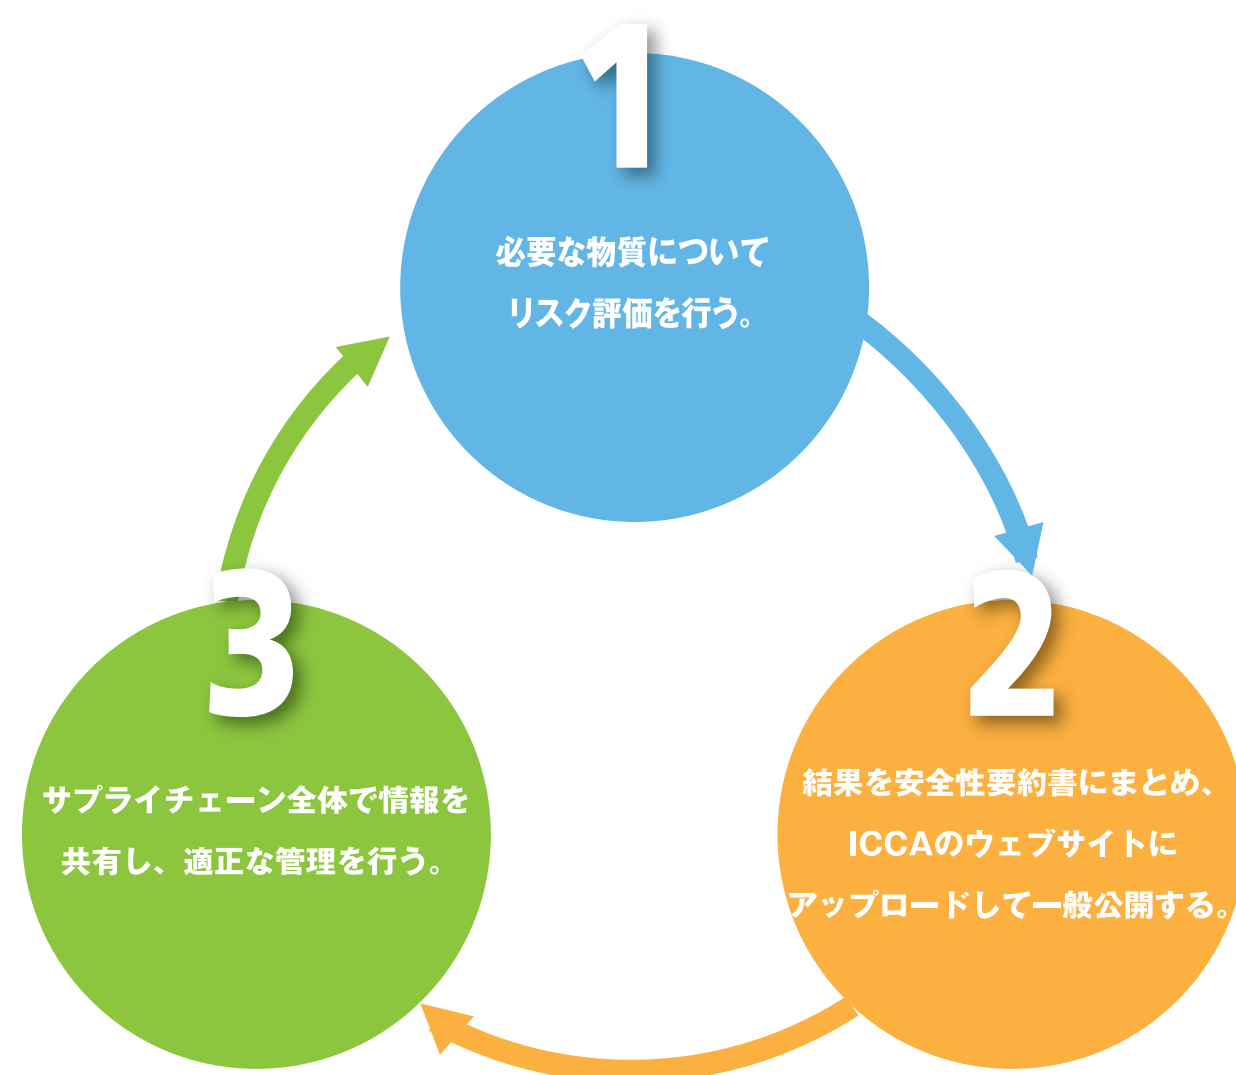 1
必要な物質について
リスク評価を行う。
2
結果を安全性要約書にまとめ、
ICCAのウェブサイトに
アップロードして一般公開する。
3
サプライチェーン全体で情報を
共有し、適正な管理を行う。